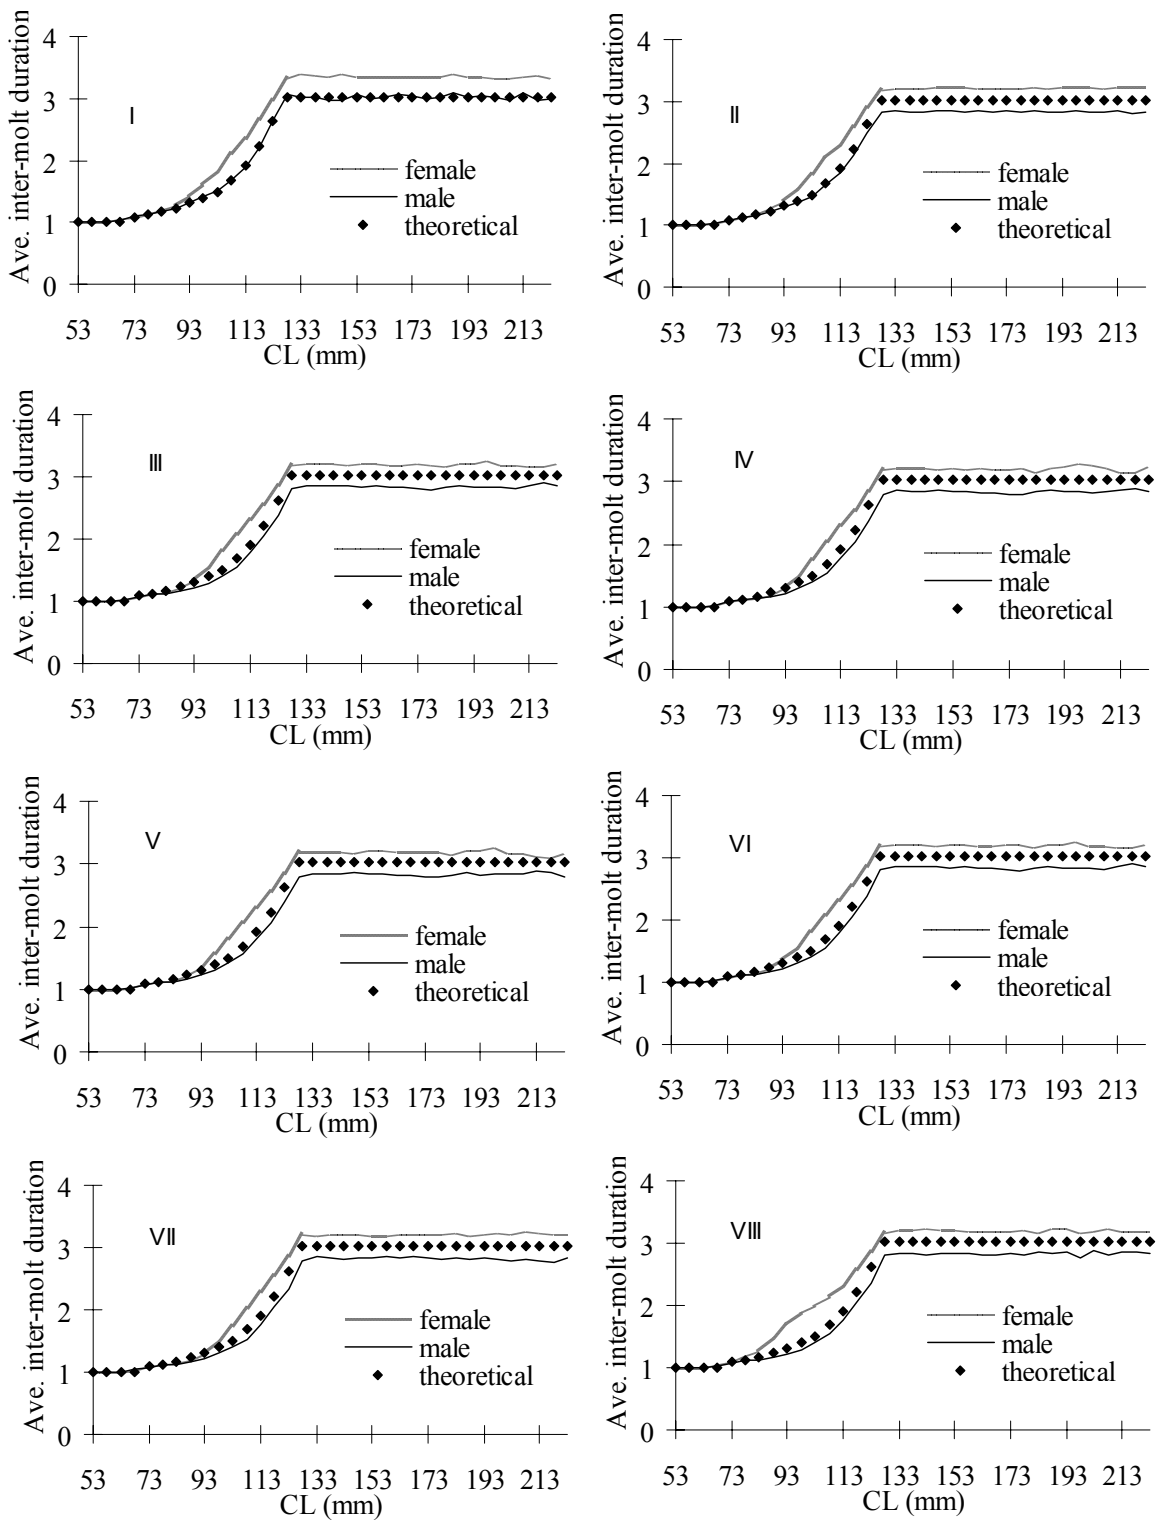 Ave. inter-molt duration
4
3
2
1
0
I
female
male
theoretical
53 73 93 113 133 153 173 193 213
CL (mm)
Ave. inter-molt duration
4
3
2
1
0
II
female
male
theoretical
53 73 93 113 133 153 173 193 213
CL (mm)
Ave. inter-molt duration
4
3
2
1
0
III
female
male
theoretical
53 73 93 113 133 153 173 193 213
CL (mm)
Ave. inter-molt duration
4
3
2
1
0
IV
female
male
theoretical
53 73 93 113 133 153 173 193 213
CL (mm)
Ave. inter-molt duration
4
3
2
1
0
V
female
male
theoretical
53 73 93 113 133 153 173 193 213
CL (mm)
Ave. inter-molt duration
4
3
2
1
0
VI
female
male
theoretical
53 73 93 113 133 153 173 193 213
CL (mm)
Ave. inter-molt duration
4
3
2
1
0
VII
female
male
theoretical
53 73 93 113 133 153 173 193 213
CL (mm)
Ave. inter-molt duration
4
3
2
1
0
VIII
female
male
theoretical
53 73 93 113 133 153 173 193 213
CL (mm)